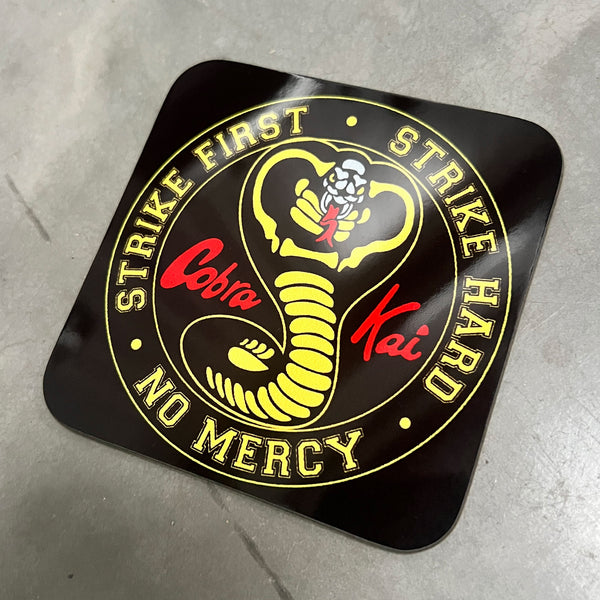 STRIKE FIRST • STRIKE HARD • NO MERCY •
Cobra Kai